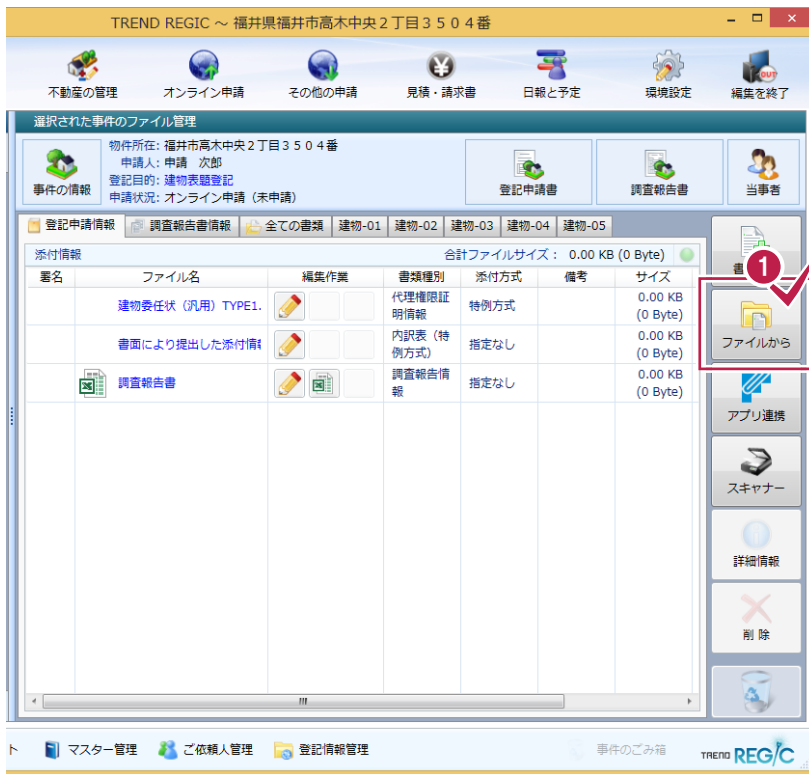 TREND REGIC ～ 福井県福井市高木中央２丁目３５０４番
不動産の管理 オンライン申請 その他の申請 見積・請求書 日報と予定 環境設定 編集を終了
選択された事件のファイル管理
事件の情報
物件所在: 福井市高木中央２丁目３５０４番
申請人: 申請　次郎
登記目的: 建物表題登記
申請状況: オンライン申請（未申請）
登記申請書 調査報告書 当事者
登記申請情報 調査報告書情報 全ての書類 建物-01 建物-02 建物-03 建物-04 建物-05
添付情報 合計ファイルサイズ： 0.00 KB (0 Byte)
署名 ファイル名 編集作業 書類種別 添付方式 備考 サイズ
建物委任状（汎用）TYPE1. 代理権限証明情報 特例方式 0.00 KB (0 Byte)
書面により提出した添付情 内訳表（特例方式） 指定なし 0.00 KB (0 Byte)
調査報告書 調査報告情報 指定なし 0.00 KB (0 Byte)
1
ファイルから
アプリ連携
スキャナー
詳細情報
削 除
ト マスター管理 ご依頼人管理 登記情報管理 事件のごみ箱 TREND REGIC